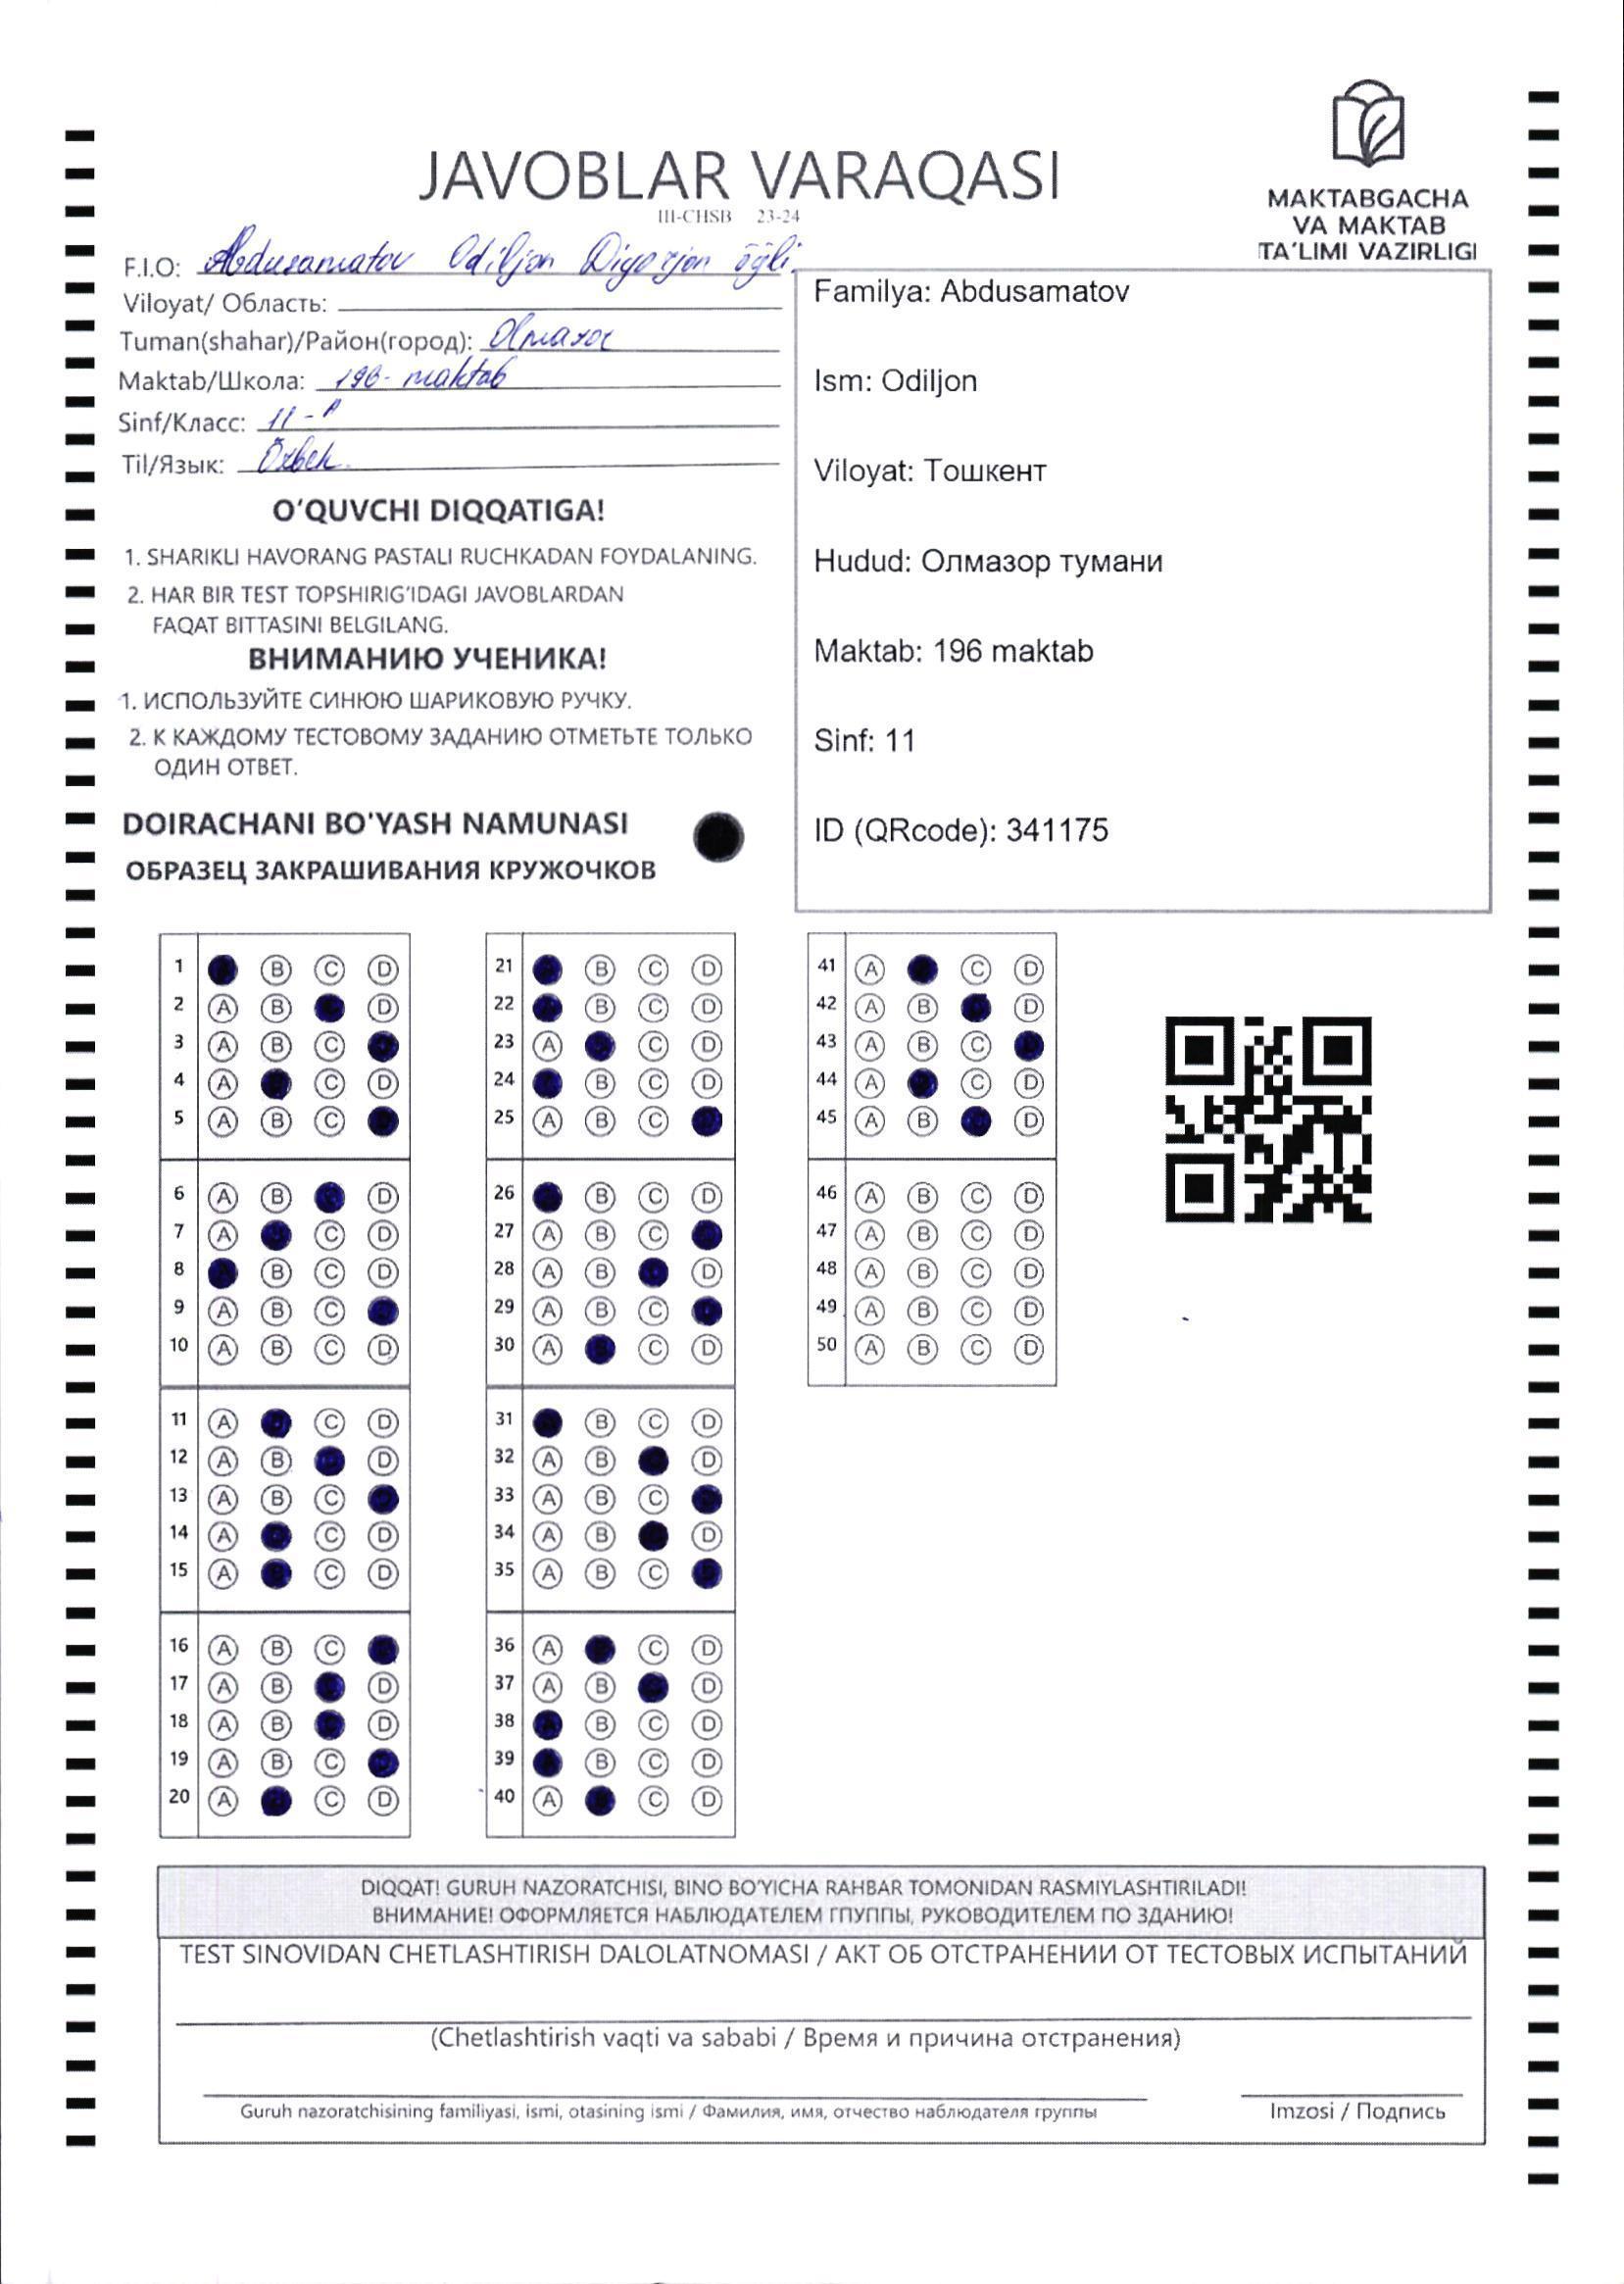 JAVOBLAR VARAQASI
III-CHSB 23-24
MAKTABGACHA
VA MAKTAB
TA'LIMI VAZIRLIGI
F.I.O: Abdusamatov Odiljon Diyorjon õgli.
Viloyat/ Область:
Tuman(shahar)/Район(город): Olmazor
Maktab/Школа: 196- maktab
Sinf/Класс: 11-A
Til/Язык: Õzbek
O'QUVCHI DIQQATIGA!
1. SHARIKLI HAVORANG PASTALI RUCHKADAN FOYDALANING.
2. HAR BIR TEST TOPSHIRIG'IDAGI JAVOBLARDAN
FAQAT BITTASINI BELGILANG.
ВНИМАНИЮ УЧЕНИКА!
1. ИСПОЛЬЗУЙТЕ СИНЮЮ ШАРИКОВУЮ РУЧКУ.
2. К КАЖДОМУ ТЕСТОВОМУ ЗАДАНИЮ ОТМЕТЬТЕ ТОЛЬКО
ОДИН ОТВЕТ.
DOIRACHANI BO'YASH NAMUNASI
ОБРАЗЕЦ ЗАКРАШИВАНИЯ КРУЖОЧКОВ
Familya: Abdusamatov
Ism: Odiljon
Viloyat: Тошкент
Hudud: Олмазор тумани
Maktab: 196 maktab
Sinf: 11
ID (QRcode): 341175
1 B C D
2 A B D
3 A B C
4 A C D
5 A B C
6 A B D
7 A C D
8 B C D
9 A B C
10 A B C D
11 A C D
12 A B D
13 A B C
14 A C D
15 A C D
16 A B C
17 A B D
18 A B D
19 A B C
20 A C D
21 B C D
22 B C D
23 A C D
24 B C D
25 A B C
26 B C D
27 A B C
28 A B D
29 A B C
30 A C D
31 B C D
32 A B D
33 A B C
34 A B D
35 A B C
36 A C D
37 A B D
38 B C D
39 B C D
40 A C D
41 A C D
42 A B D
43 A B C
44 A C D
45 A B D
46 A B C D
47 A B C D
48 A B C D
49 A B C D
50 A B C D
DIQQAT! GURUH NAZORATCHISI, BINO BO'YICHA RAHBAR TOMONIDAN RASMIYLASHTIRILADI!
ВНИМАНИЕ! ОФОРМЛЯЕТСЯ НАБЛЮДАТЕЛЕМ ГПУППЫ, РУКОВОДИТЕЛЕМ ПО ЗДАНИЮ!
TEST SINOVIDAN CHETLASHTIRISH DALOLATNOMASI / АКТ ОБ ОТСТРАНЕНИИ ОТ ТЕСТОВЫХ ИСПЫТАНИЙ
(Chetlashtirish vaqti va sababi / Время и причина отстранения)
Guruh nazoratchisining familiyasi, ismi, otasining ismi / Фамилия, имя, отчество наблюдателя группы
Imzosi / Подпись